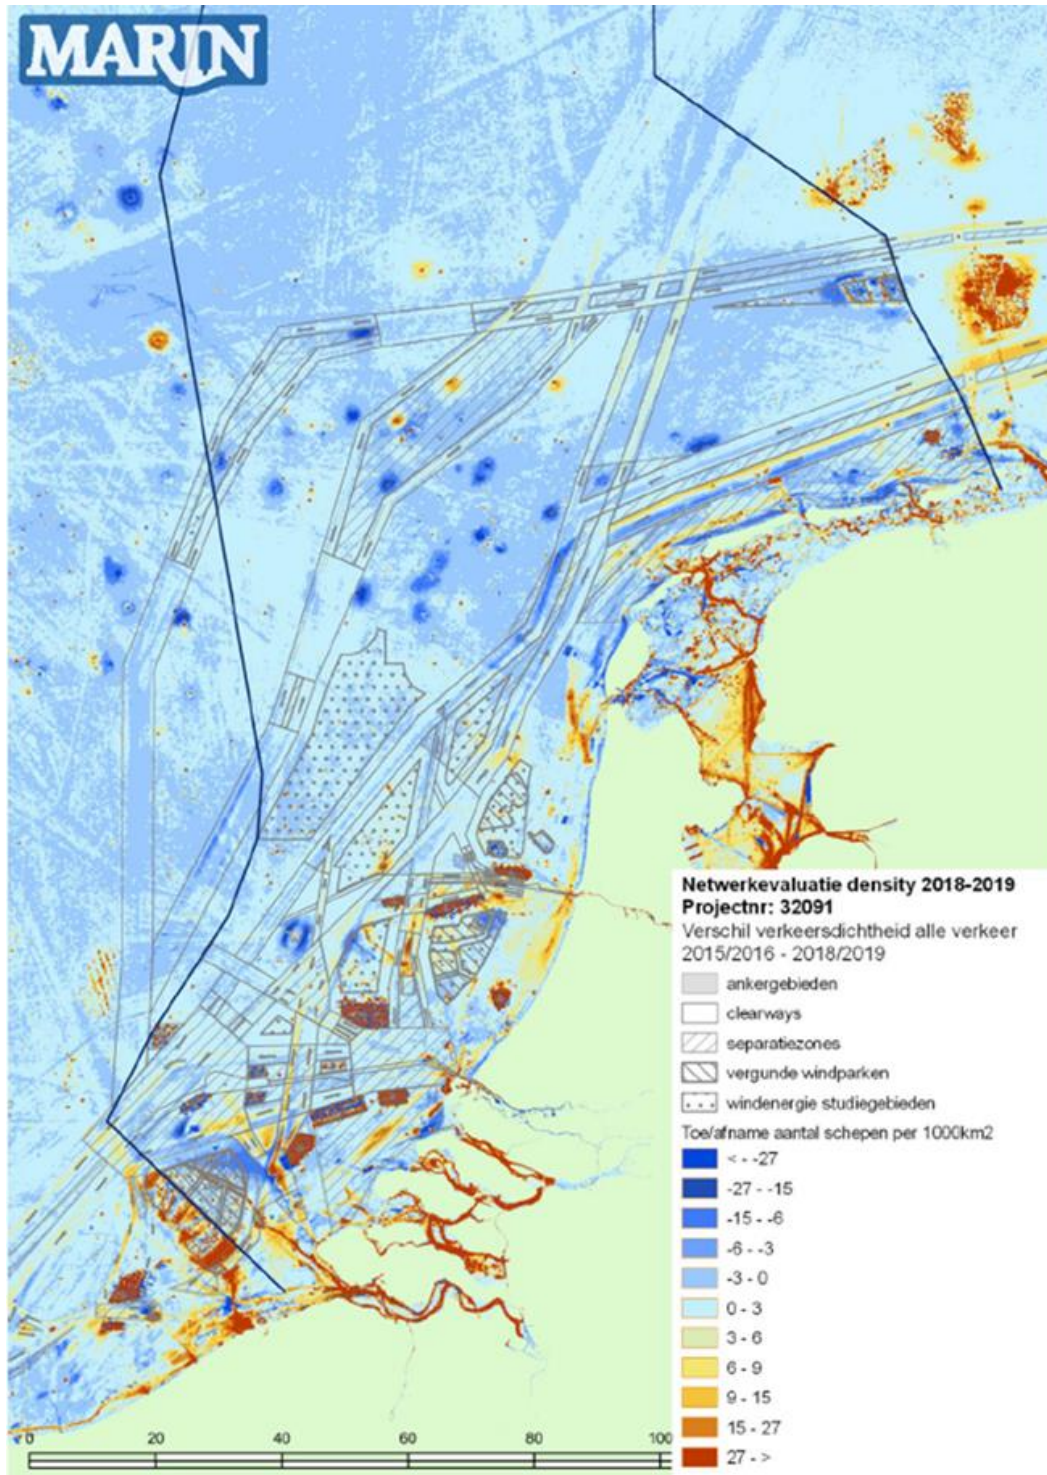 MARIN
Netwerkevaluatie density 2018-2019
Projectnr: 32091
Verschil verkeersdichtheid alle verkeer
2015/2016 - 2018/2019
ankergebieden
clearways
separatiezones
vergunde windparken
windenergie studiegebieden
Toe/afname aantal schepen per 1000km2
< - -27
-27 - -15
-15 - -6
-6 - -3
-3 - 0
0 - 3
3 - 6
6 - 9
9 - 15
15 - 27
27 - >
0 20 40 60 80 100